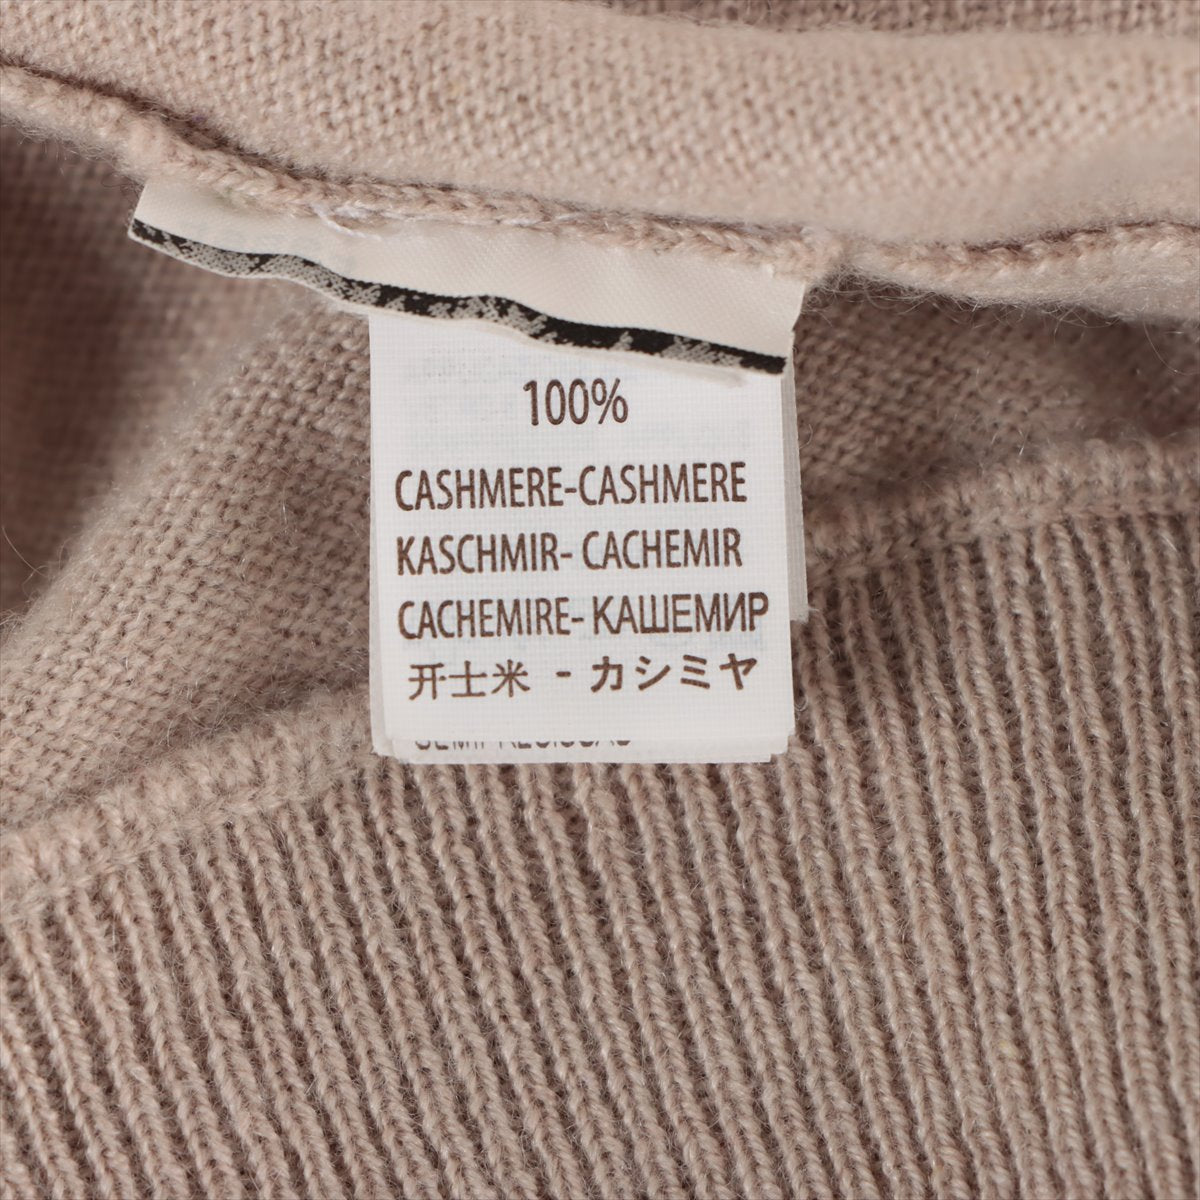 100%
CASHMERE-CASHMERE
KASCHMIR- CACHEMIR
CACHEMIRE- КАШЕМИР
开士米 - カシミヤ